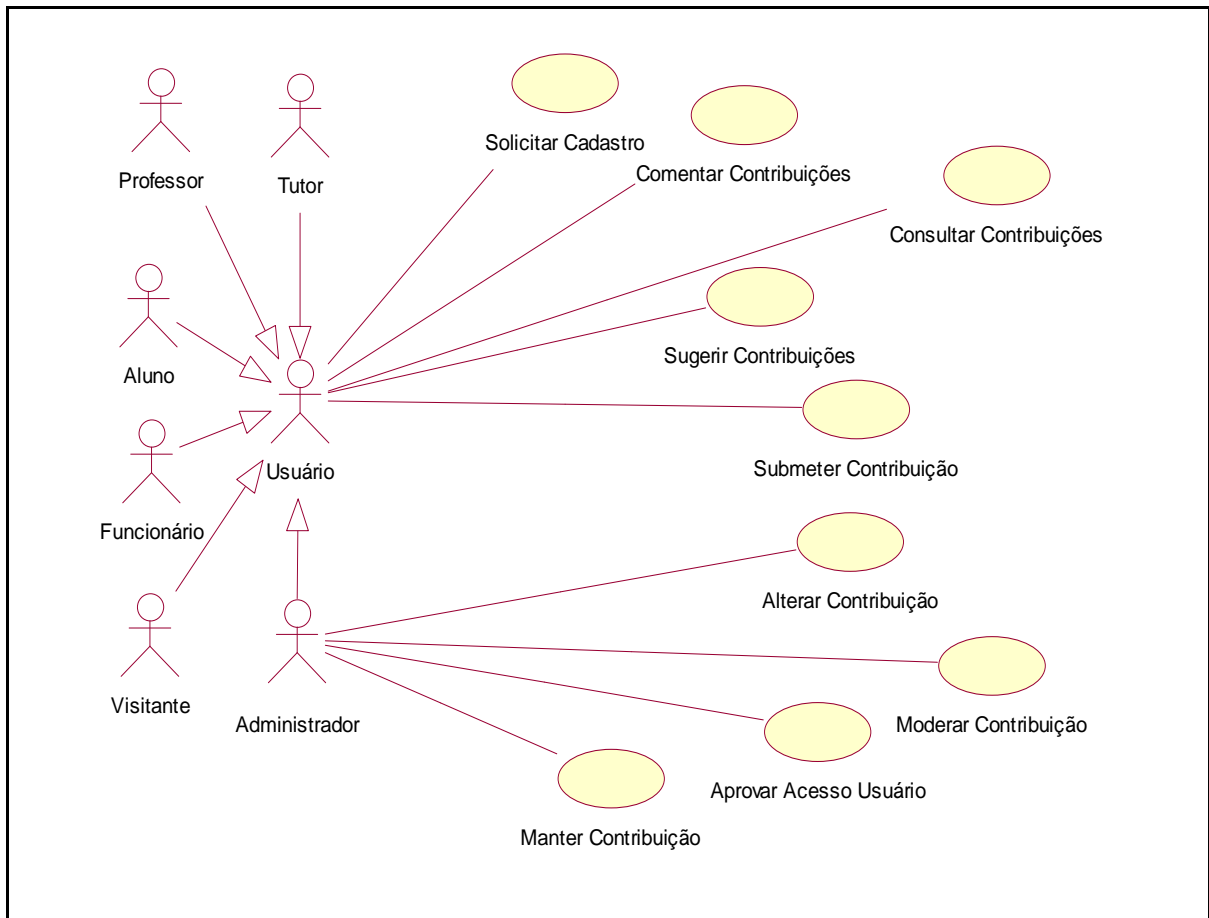 Solicitar Cadastro
Comentar Contribuições
Professor
Tutor
Consultar Contribuições
Sugerir Contribuições
Aluno
Usuário
Submeter Contribuição
Funcionário
Alterar Contribuição
Visitante
Administrador
Moderar Contribuição
Aprovar Acesso Usuário
Manter Contribuição